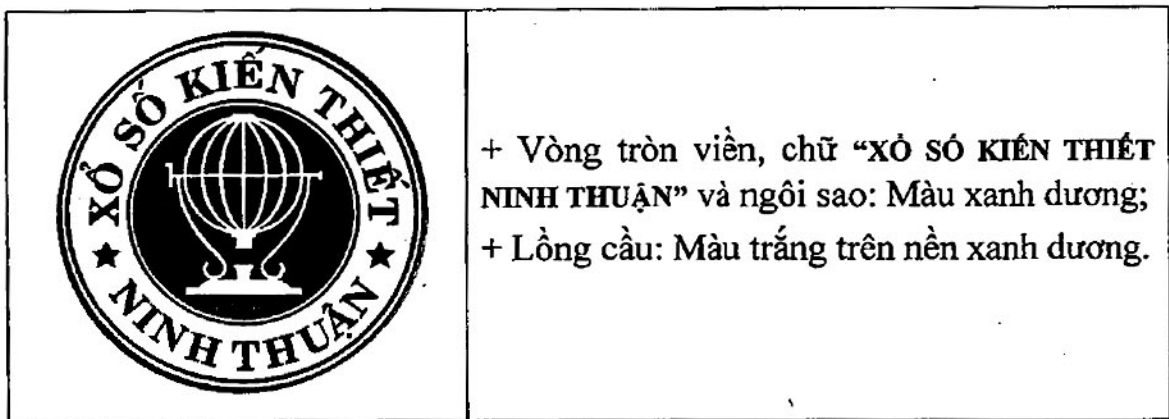 XỔ SỐ KIẾN THIẾT
NINH THUẬN
+ Vòng tròn viền, chữ “XỔ SỐ KIẾN THIẾT
NINH THUẬN” và ngôi sao: Màu xanh dương;
+ Lồng cầu: Màu trắng trên nền xanh dương.